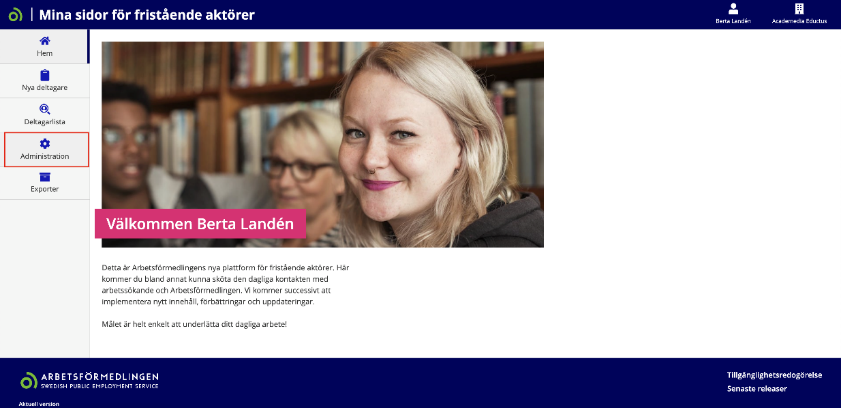 Mina sidor för fristående aktörer
Berta Landén
Academedia Eductus
Hem
Nya deltagare
Deltagarlista
Administration
Exporter
Välkommen Berta Landén
Detta är Arbetsförmedlingens nya plattform för fristående aktörer. Här
kommer du bland annat kunna sköta den dagliga kontakten med
arbetssökande och Arbetsförmedlingen. Vi kommer successivt att
implementera nytt innehåll, förbättringar och uppdateringar.
Målet är helt enkelt att underlätta ditt dagliga arbete!
ARBETSFÖRMEDLINGEN
SWEDISH PUBLIC EMPLOYMENT SERVICE
Tillgänglighetsredogörelse
Senaste releaser
Aktuell version